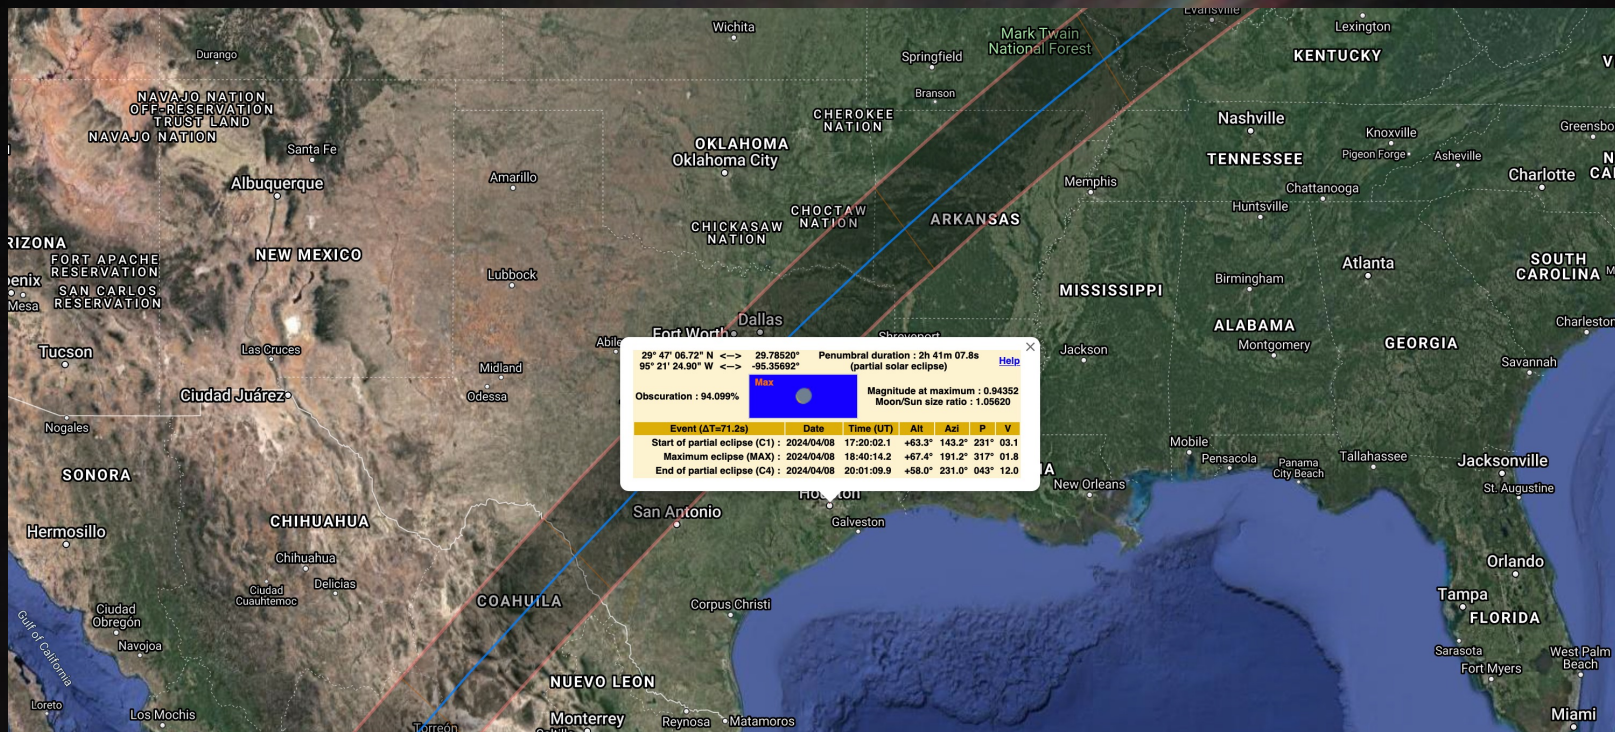 Wichita
Evansville
Lexington
Mark Twain
National Forest
Durango
Springfield
KENTUCKY
Branson
NAVAJO NATION
OFF-RESERVATION
TRUST LAND
CHEROKEE
NATION
Nashville
NAVAJO NATION
Knoxville
Greensbo
Santa Fe
OKLAHOMA
Oklahoma City
TENNESSEE
Pigeon Forge
Asheville
Albuquerque
Amarillo
Memphis
Charlotte
Chattanooga
Huntsville
CHOCTAW
NATION
ARKANSAS
CHICKASAW
NATION
RIZONA
NEW MEXICO
FORT APACHE
RESERVATION
Lubbock
Birmingham
Atlanta
SOUTH
CAROLINA
enix
Mesa
SAN CARLOS
RESERVATION
MISSISSIPPI
Dallas
Fort Worth
ALABAMA
Charleston
Shreveport
Abile
Montgomery
GEORGIA
Tucson
Las Cruces
Jackson
Savannah
Midland
Odessa
Ciudad Juárez
Nogales
29° 47' 06.72" N <—> 29.78520° Penumbral duration : 2h 41m 07.8s
95° 21' 24.90" W <—> -95.35692° (partial solar eclipse)
Help
Max
Obscuration : 94.099%
Magnitude at maximum : 0.94352
Moon/Sun size ratio : 1.05620
Event (ΔT=71.2s) Date Time (UT) Alt Azi P V
Start of partial eclipse (C1) : 2024/04/08 17:20:02.1 +63.3° 143.2° 231° 03.1
Maximum eclipse (MAX) : 2024/04/08 18:40:14.2 +67.4° 191.2° 317° 01.8
End of partial eclipse (C4) : 2024/04/08 20:01:09.9 +58.0° 231.0° 043° 12.0
Mobile
Pensacola
Panama
City Beach
Tallahassee
Jacksonville
SONORA
New Orleans
St. Augustine
Houston
San Antonio
Galveston
Hermosillo
CHIHUAHUA
Chihuahua
Orlando
Ciudad
Cuauhtemoc
Delicias
COAHUILA
Corpus Christi
Tampa
FLORIDA
Ciudad
Obregón
Gulf of California
Navojoa
Sarasota
West Palm
Beach
Fort Myers
NUEVO LEON
Loreto
Los Mochis
Monterrey
Reynosa
Matamoros
Miami
Torreón